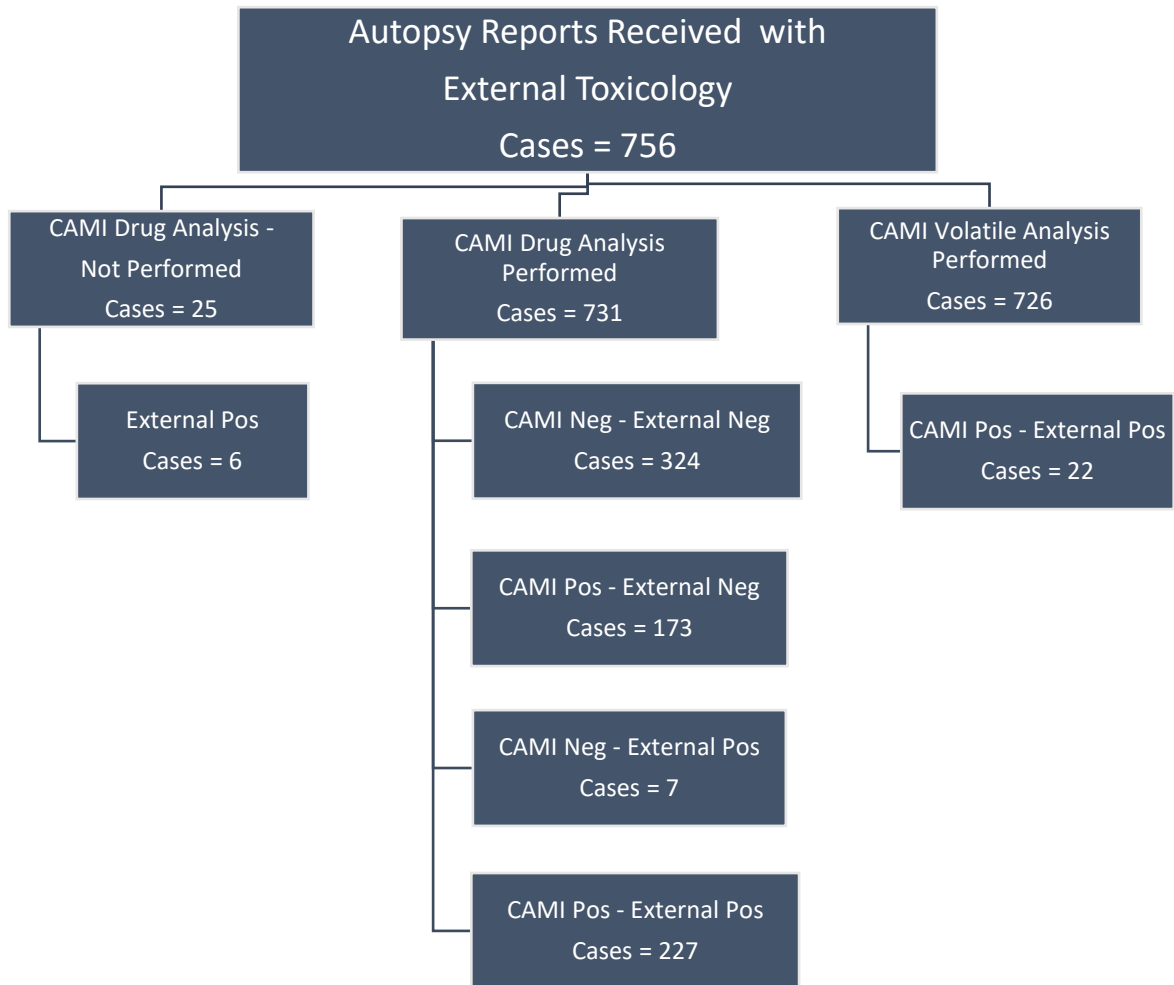 Autopsy Reports Received with
External Toxicology
Cases = 756
CAMI Drug Analysis -
Not Performed
Cases = 25
External Pos
Cases = 6
CAMI Drug Analysis
Performed
Cases = 731
CAMI Neg - External Neg
Cases = 324
CAMI Pos - External Neg
Cases = 173
CAMI Neg - External Pos
Cases = 7
CAMI Pos - External Pos
Cases = 227
CAMI Volatile Analysis
Performed
Cases = 726
CAMI Pos - External Pos
Cases = 22